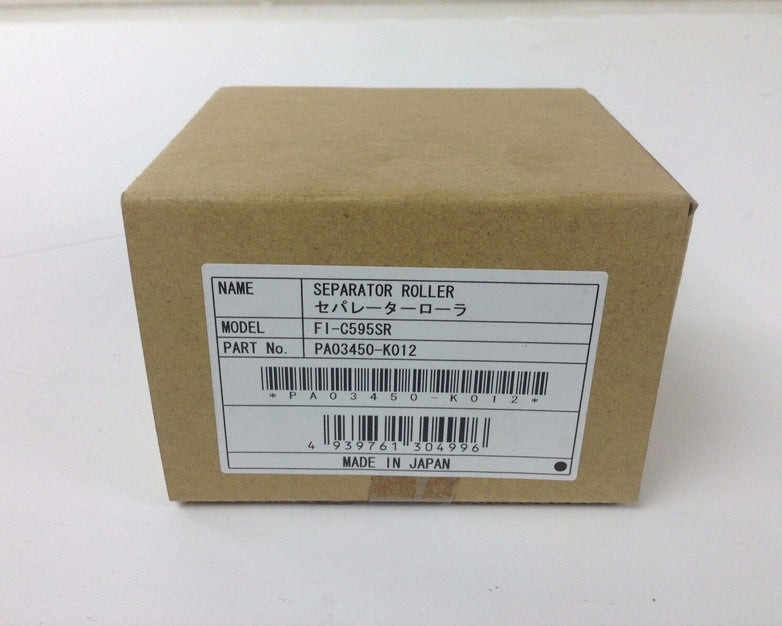 NAME SEPARATOR ROLLER
セパレーターローラ
MODEL FI-C595SR
PART No. PA03450-K012
*PA03450-K012*
4 939761 304996
MADE IN JAPAN